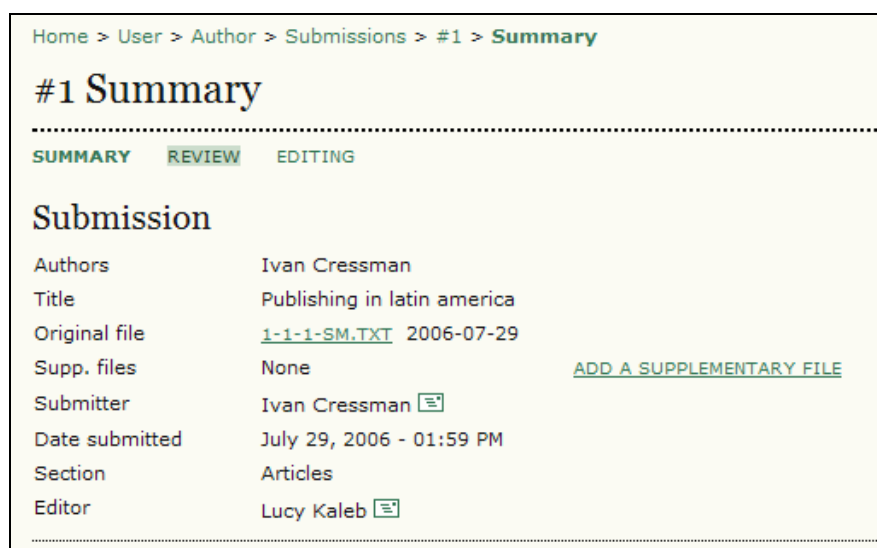 Home > User > Author > Submissions > #1 > Summary
#1 Summary
SUMMARY REVIEW EDITING
Submission
Authors Ivan Cressman
Title Publishing in latin america
Original file 1-1-1-SM.TXT 2006-07-29
Supp. files None ADD A SUPPLEMENTARY FILE
Submitter Ivan Cressman
Date submitted July 29, 2006 - 01:59 PM
Section Articles
Editor Lucy Kaleb